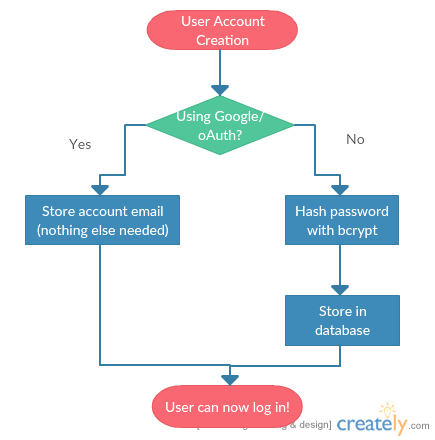 User Account
Creation
Using Google/
oAuth?
Yes
No
Store account email
(nothing else needed)
Hash password
with bcrypt
Store in
database
User can now log in!
& design]
creately.com